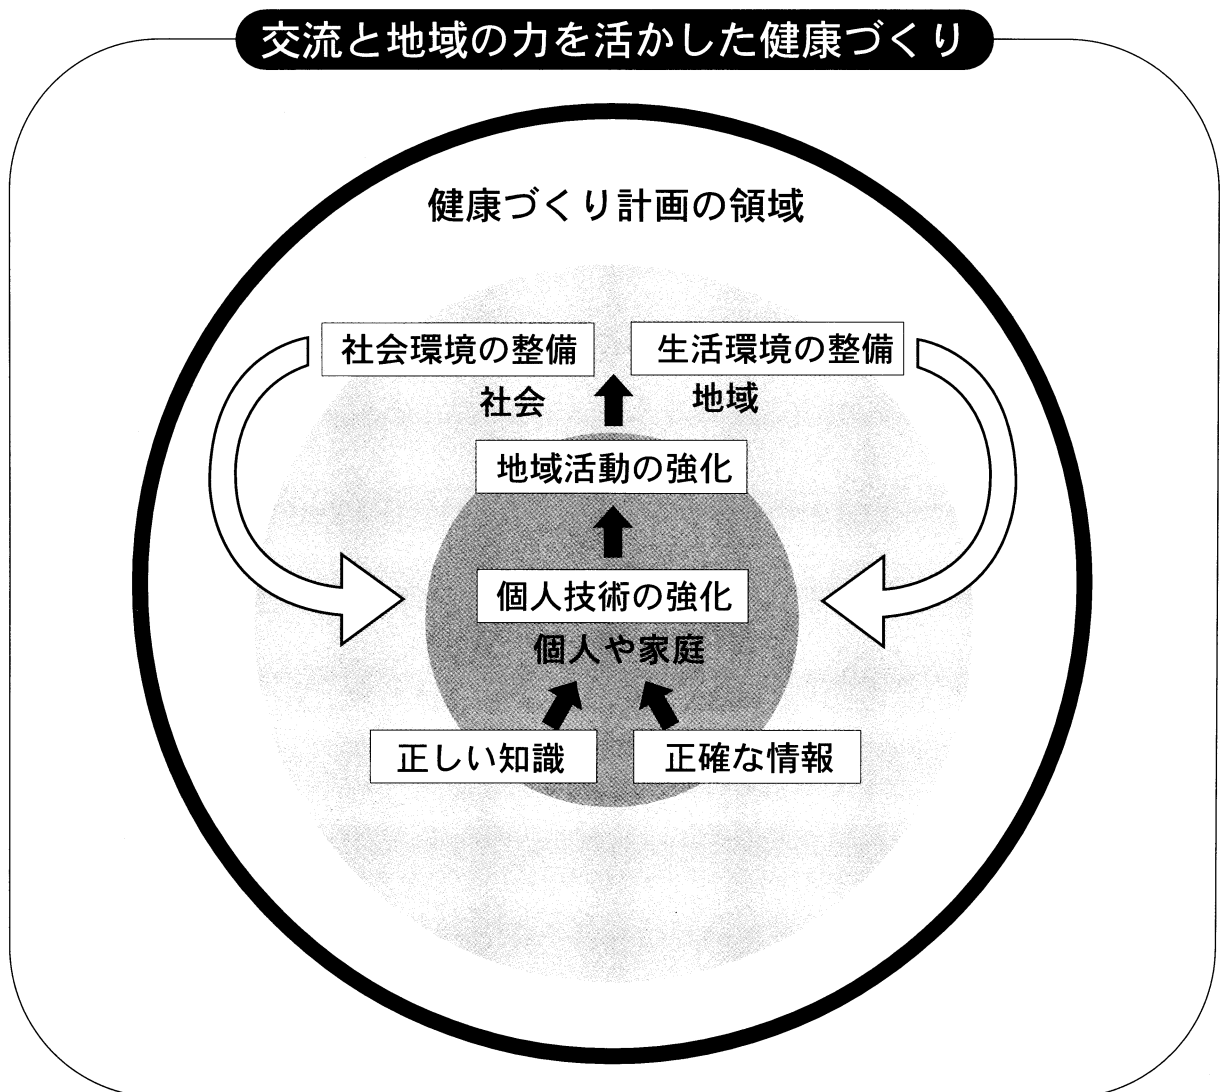 交流と地域の力を活かした健康づくり
健康づくり計画の領域
社会環境の整備
生活環境の整備
社会
地域
地域活動の強化
個人技術の強化
個人や家庭
正しい知識
正確な情報